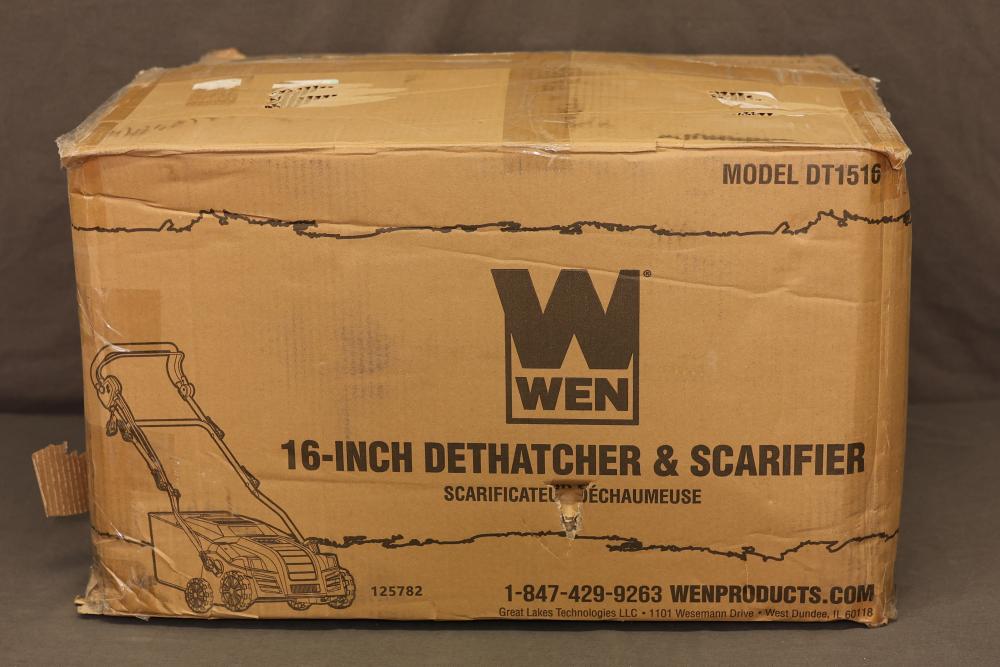 MODEL DT1516
WEN
16-INCH DETHATCHER & SCARIFIER
SCARIFICATEU DÉCHAUMEUSE
125782
1-847-429-9263 WENPRODUCTS.COM
Great Lakes Technologies LLC • 1101 Wesemann Drive • West Dundee, IL 60118